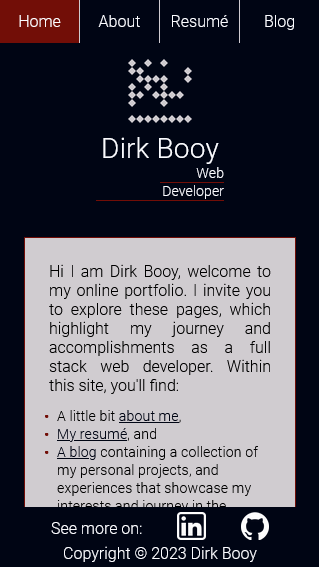 Home About Resumé Blog
Dirk Booy
Web
Developer
Hi I am Dirk Booy, welcome to
my online portfolio. I invite you
to explore these pages, which
highlight my journey and
accomplishments as a full
stack web developer. Within
this site, you'll find:
• A little bit about me,
• My resumé, and
• A blog containing a collection of
my personal projects, and
experiences that showcase my
interests and journey in the
See more on:
Copyright © 2023 Dirk Booy